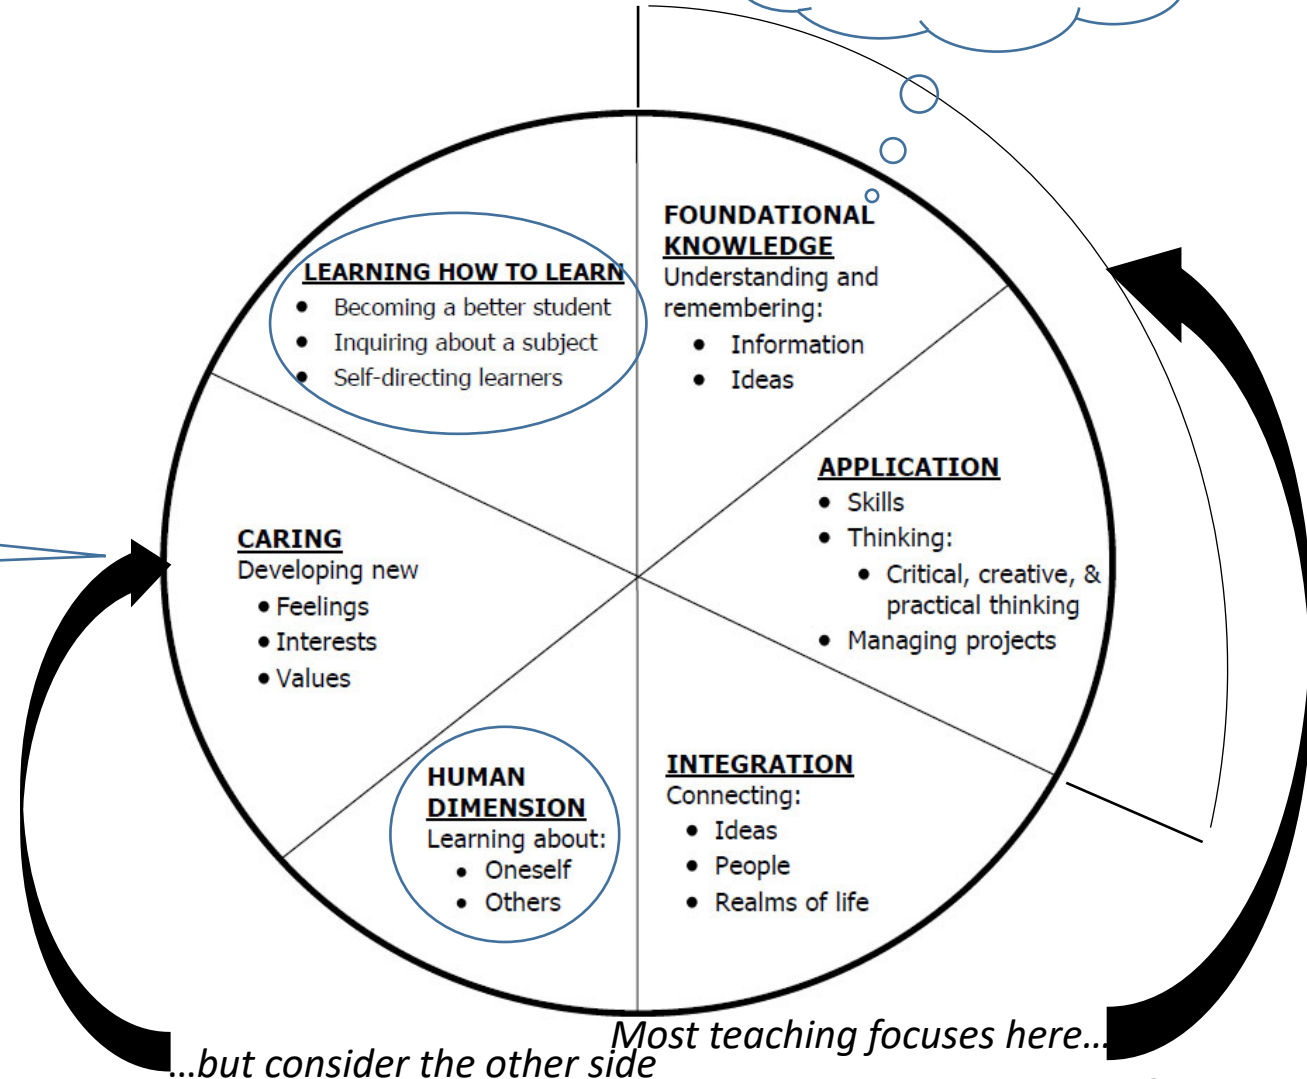 FOUNDATIONAL
KNOWLEDGE
Understanding and
remembering:
• Information
• Ideas
APPLICATION
• Skills
• Thinking:
• Critical, creative, &
practical thinking
• Managing projects
INTEGRATION
Connecting:
• Ideas
• People
• Realms of life
HUMAN
DIMENSION
Learning about:
• Oneself
• Others
CARING
Developing new
• Feelings
• Interests
• Values
LEARNING HOW TO LEARN
• Becoming a better student
• Inquiring about a subject
• Self-directing learners
Most teaching focuses here...
...but consider the other side